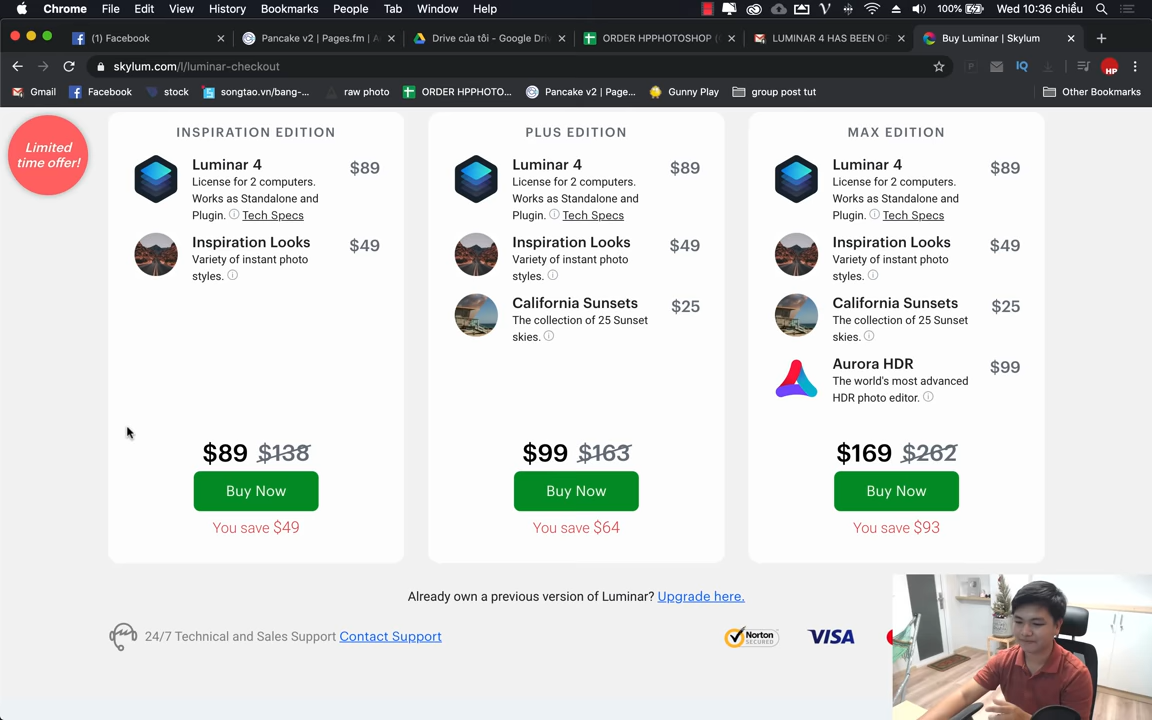 Chrome File Edit View History Bookmarks People Tab Window Help 100% Wed 10:36 chiều
(1) Facebook Pancake v2 | Pages.fm | Drive của tôi - Google Dri ORDER HPPHOTOSHOP LUMINAR 4 HAS BEEN OF Buy Luminar | Skylum
skylum.com/l/luminar-checkout P IQ HP
Gmail Facebook stock songtao.vn/bang-... raw photo ORDER HPPHOTO... Pancake v2 | Page... Gunny Play group post tut Other Bookmarks
Limited
time offer!
INSPIRATION EDITION
Luminar 4 $89
License for 2 computers.
Works as Standalone and
Plugin. Tech Specs
Inspiration Looks $49
Variety of instant photo
styles.
$89 $138
Buy Now
You save $49
PLUS EDITION
Luminar 4 $89
License for 2 computers.
Works as Standalone and
Plugin. Tech Specs
Inspiration Looks $49
Variety of instant photo
styles.
California Sunsets $25
The collection of 25 Sunset
skies.
$99 $163
Buy Now
You save $64
MAX EDITION
Luminar 4 $89
License for 2 computers.
Works as Standalone and
Plugin. Tech Specs
Inspiration Looks $49
Variety of instant photo
styles.
California Sunsets $25
The collection of 25 Sunset
skies.
Aurora HDR $99
The world's most advanced
HDR photo editor.
$169 $262
Buy Now
You save $93
Already own a previous version of Luminar? Upgrade here.
24/7 Technical and Sales Support Contact Support
Norton
SECURED
VISA